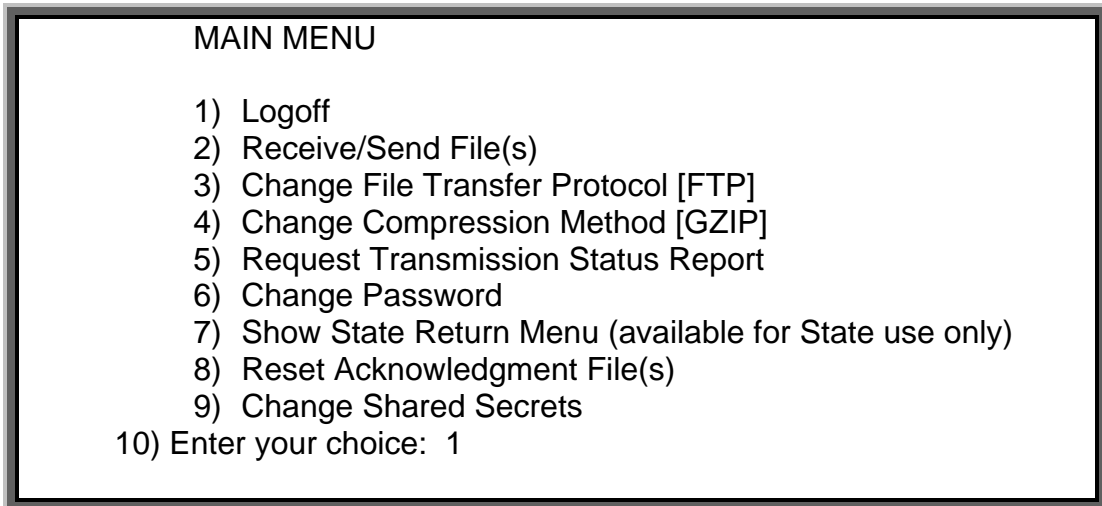 MAIN MENU
1) Logoff
2) Receive/Send File(s)
3) Change File Transfer Protocol [FTP]
4) Change Compression Method [GZIP]
5) Request Transmission Status Report
6) Change Password
7) Show State Return Menu (available for State use only)
8) Reset Acknowledgment File(s)
9) Change Shared Secrets
10) Enter your choice: 1